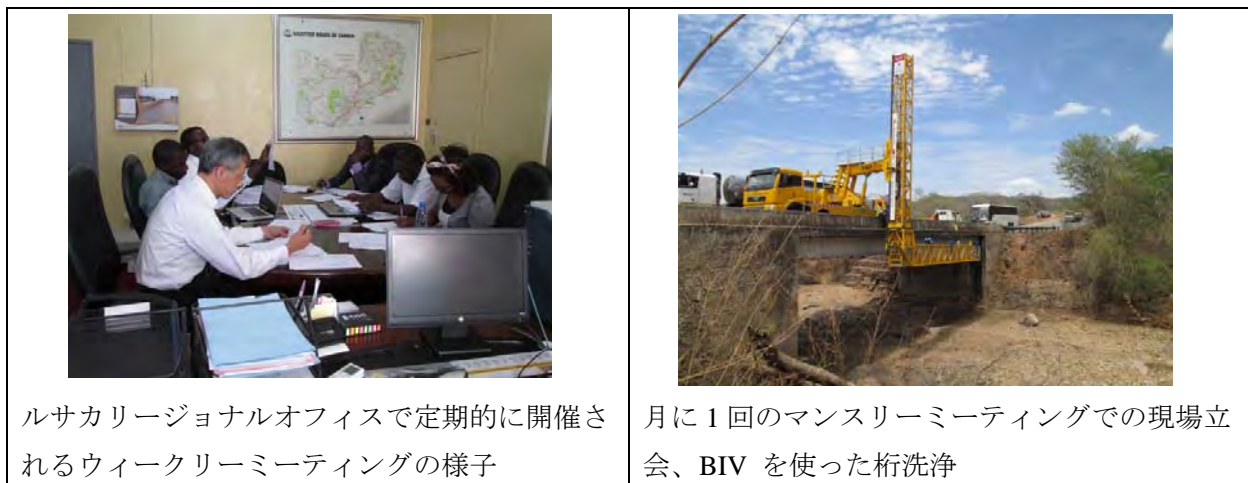 ルサカリージョナルオフィスで定期的に開催さ
れるウィークリーミーティングの様子
月に 1 回のマンスリーミーティングでの現場立
会、BIV を使った桁洗浄